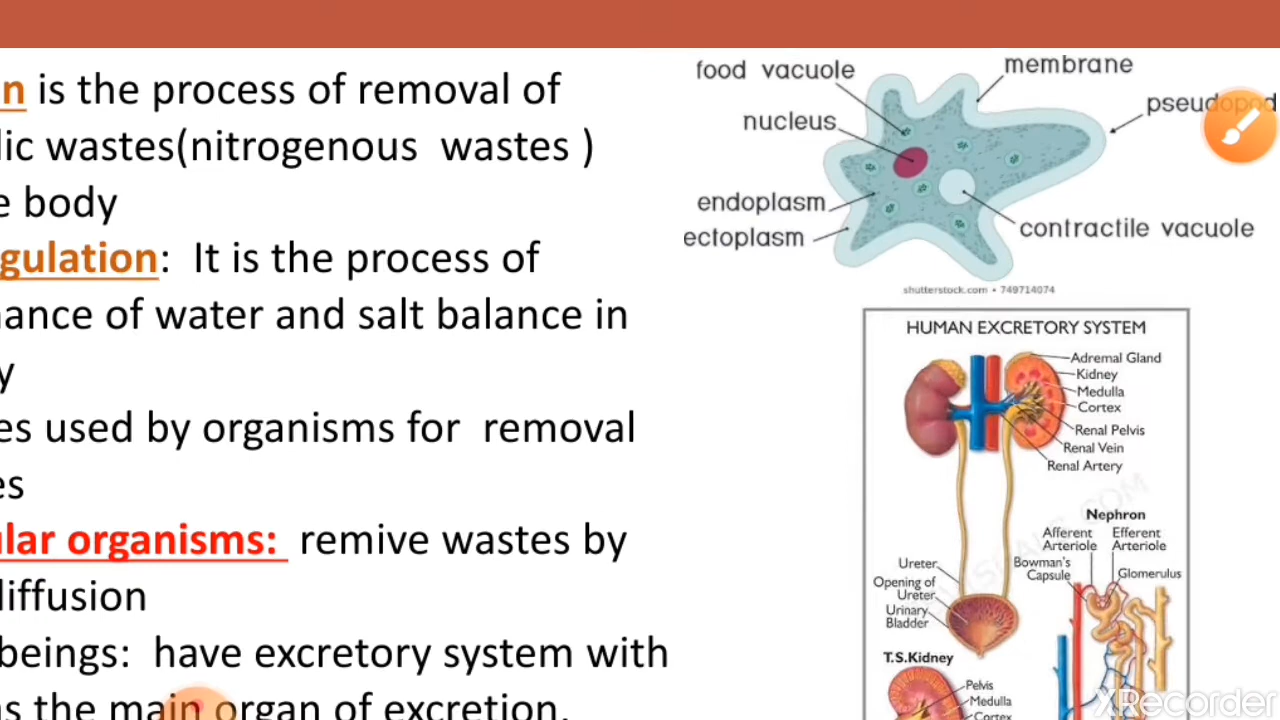 n is the process of removal of
lic wastes(nitrogenous wastes )
e body
gulation: It is the process of
ance of water and salt balance in
y
es used by organisms for removal
es
lar organisms: remive wastes by
diffusion
beings: have excretory system with
as the main organ of excretion.
food vacuole
membrane
nucleus
pseudopod
endoplasm
ectoplasm
contractile vacuole
shutterstock.com • 749714074
HUMAN EXCRETORY SYSTEM
Adremal Gland
Kidney
Medulla
Cortex
Renal Pelvis
Renal Vein
Renal Artery
Nephron
Afferent
Arteriole
Efferent
Arteriole
Bowman's
Capsule
Glomerulus
Ureter
Opening of
Ureter
Urinary
Bladder
T.S.Kidney
Pelvis
Medulla
Cortex
XRecorder